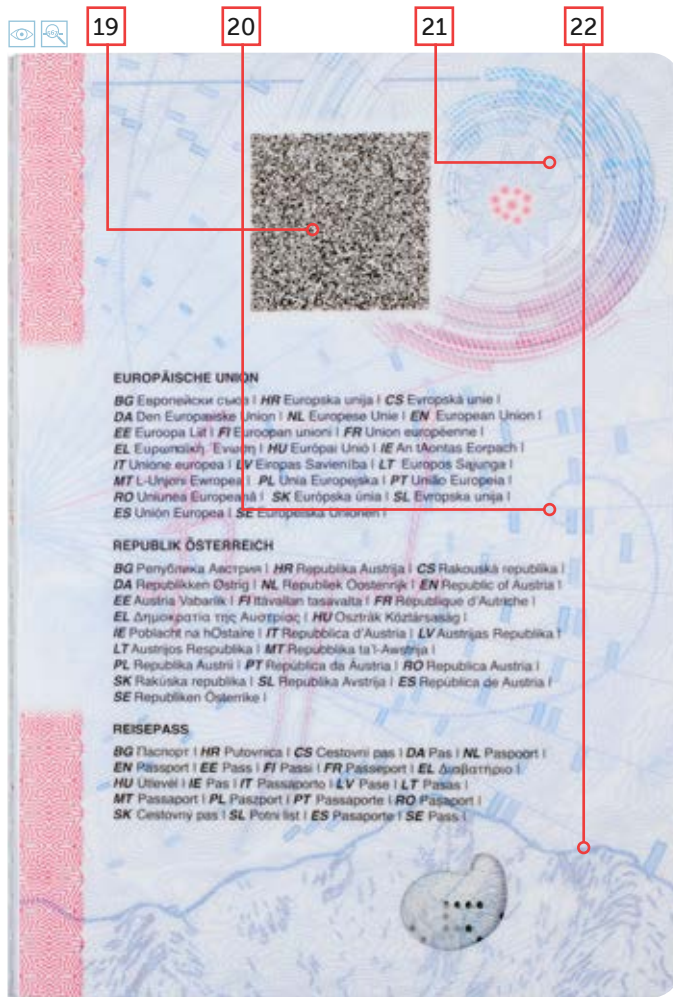 19 20 21 22
EUROPÄISCHE UNION
BG Европейски съюз | HR Europska unija | CS Evropská unie |
DA Den Europæiske Union | NL Europese Unie | EN European Union |
EE Euroopa Liit | FI Euroopan unioni | FR Union européenne |
EL Ευρωπαϊκή Ένωση | HU Európai Unió | IE An tAontas Eorpach |
IT Unione europea | LV Eiropas Savienība | LT Europos Sąjunga |
MT L-Unjoni Ewropea | PL Unia Europejska | PT União Europeia |
RO Uniunea Europeană | SK Európska únia | SL Evropska unija |
ES Unión Europea | SE Europeiska Unionen |
REPUBLIK ÖSTERREICH
BG Република Австрия | HR Republika Austrija | CS Rakouská republika |
DA Republikken Østrig | NL Republiek Oostenrijk | EN Republic of Austria |
EE Austria Vabariik | FI Itävallan tasavalta | FR République d'Autriche |
EL Δημοκρατία της Αυστρίας | HU Osztrák Köztársaság |
IE Poblacht na hOstaire | IT Repubblica d'Austria | LV Austrijas Republika |
LT Austrijos Respublika | MT Repubblika ta'l-Awstrija |
PL Republika Austrii | PT República da Áustria | RO Republica Austria |
SK Rakúska republika | SL Republika Avstrija | ES República de Austria |
SE Republiken Österrike |
REISEPASS
BG Паспорт | HR Putovnica | CS Cestovní pas | DA Pas | NL Paspoort |
EN Passport | EE Pass | FI Passi | FR Passeport | EL Διαβατήριο |
HU Útlevél | IE Pas | IT Passaporto | LV Pase | LT Pasas |
MT Passaport | PL Paszport | PT Passaporte | RO Paşaport |
SK Cestovný pas | SL Potni list | ES Pasaporte | SE Pass |